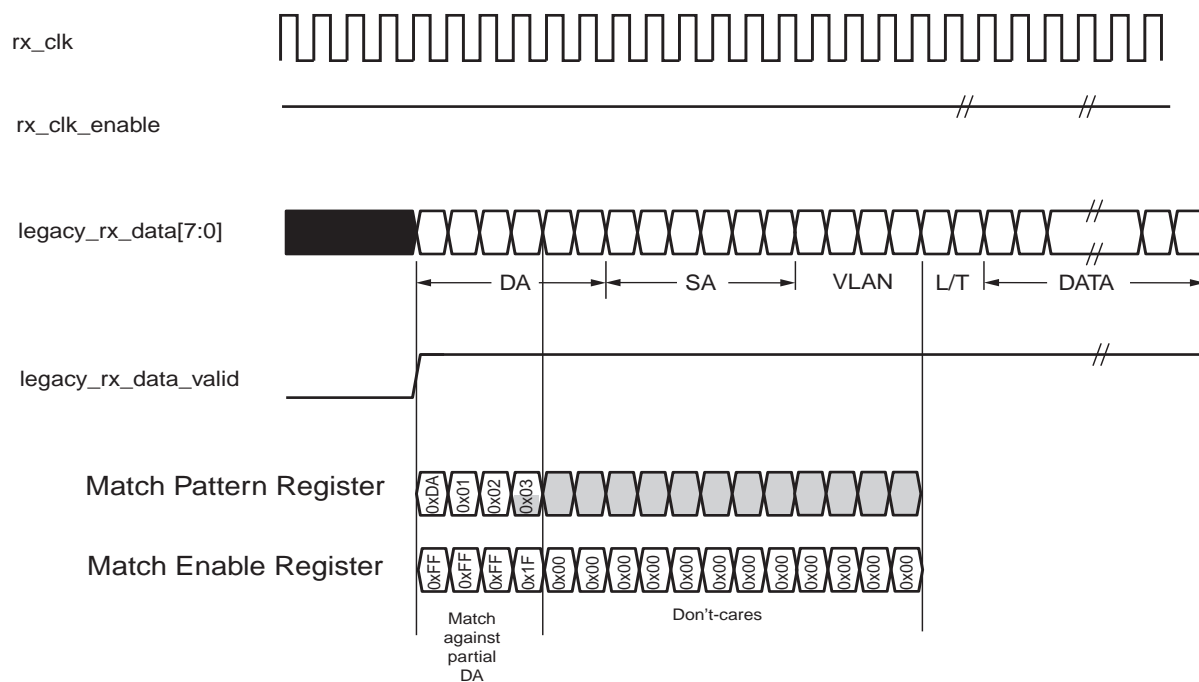 rx_clk
rx_clk_enable
legacy_rx_data[7:0]
DA SA VLAN L/T DATA
legacy_rx_data_valid
Match Pattern Register 0xDA 0x01 0x02 0x03
Match Enable Register 0xFF 0xFF 0xFF 0x1F 0x00 0x00 0x00 0x00 0x00 0x00 0x00 0x00 0x00 0x00 0x00 0x00
Match
against
partial
DA
Don't-cares